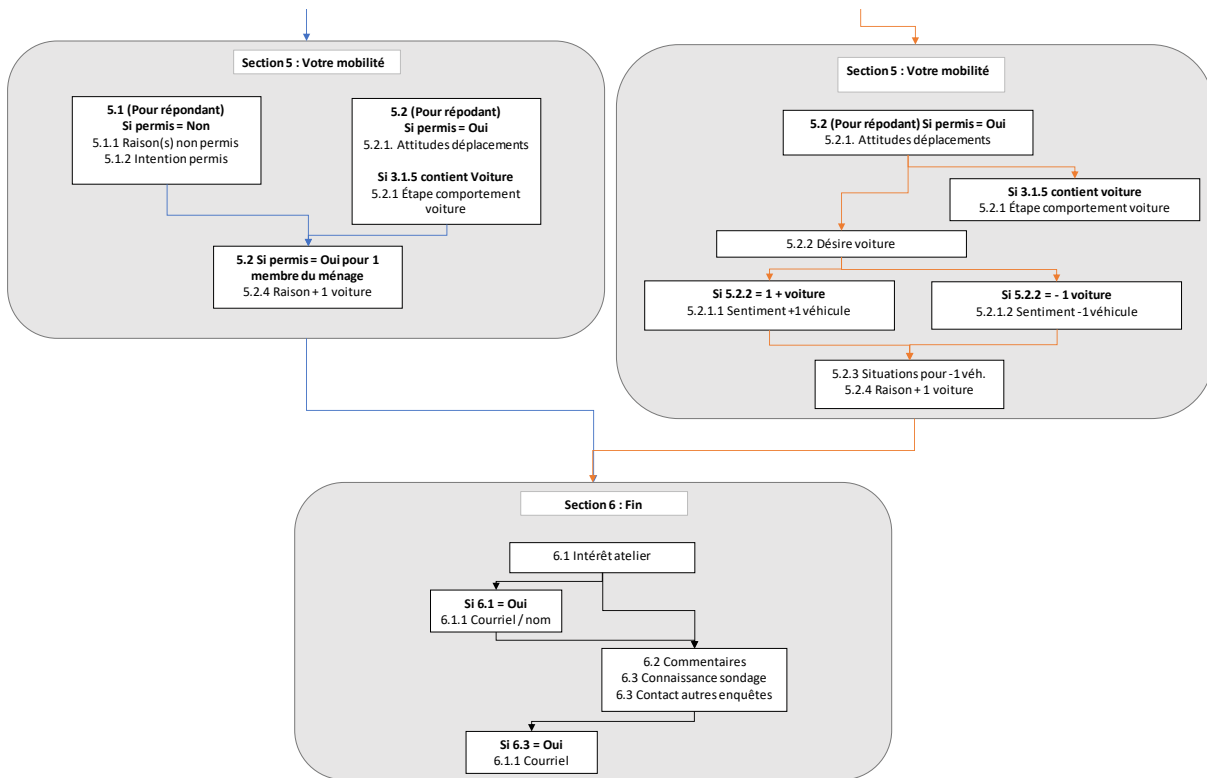 Section 5 : Votre mobilité
5.1 (Pour répondant)
Si permis = Non
5.1.1 Raison(s) non permis
5.1.2 Intention permis
5.2 (Pour répodant)
Si permis = Oui
5.2.1. Attitudes déplacements
Si 3.1.5 contient Voiture
5.2.1 Étape comportement
voiture
5.2 Si permis = Oui pour 1
membre du ménage
5.2.4 Raison + 1 voiture
Section 5 : Votre mobilité
5.2 (Pour répodant) Si permis = Oui
5.2.1. Attitudes déplacements
Si 3.1.5 contient voiture
5.2.1 Étape comportement voiture
5.2.2 Désire voiture
Si 5.2.2 = 1 + voiture
5.2.1.1 Sentiment +1 véhicule
Si 5.2.2 = - 1 voiture
5.2.1.2 Sentiment -1 véhicule
5.2.3 Situations pour -1 véh.
5.2.4 Raison + 1 voiture
Section 6 : Fin
6.1 Intérêt atelier
Si 6.1 = Oui
6.1.1 Courriel / nom
6.2 Commentaires
6.3 Connaissance sondage
6.3 Contact autres enquêtes
Si 6.3 = Oui
6.1.1 Courriel